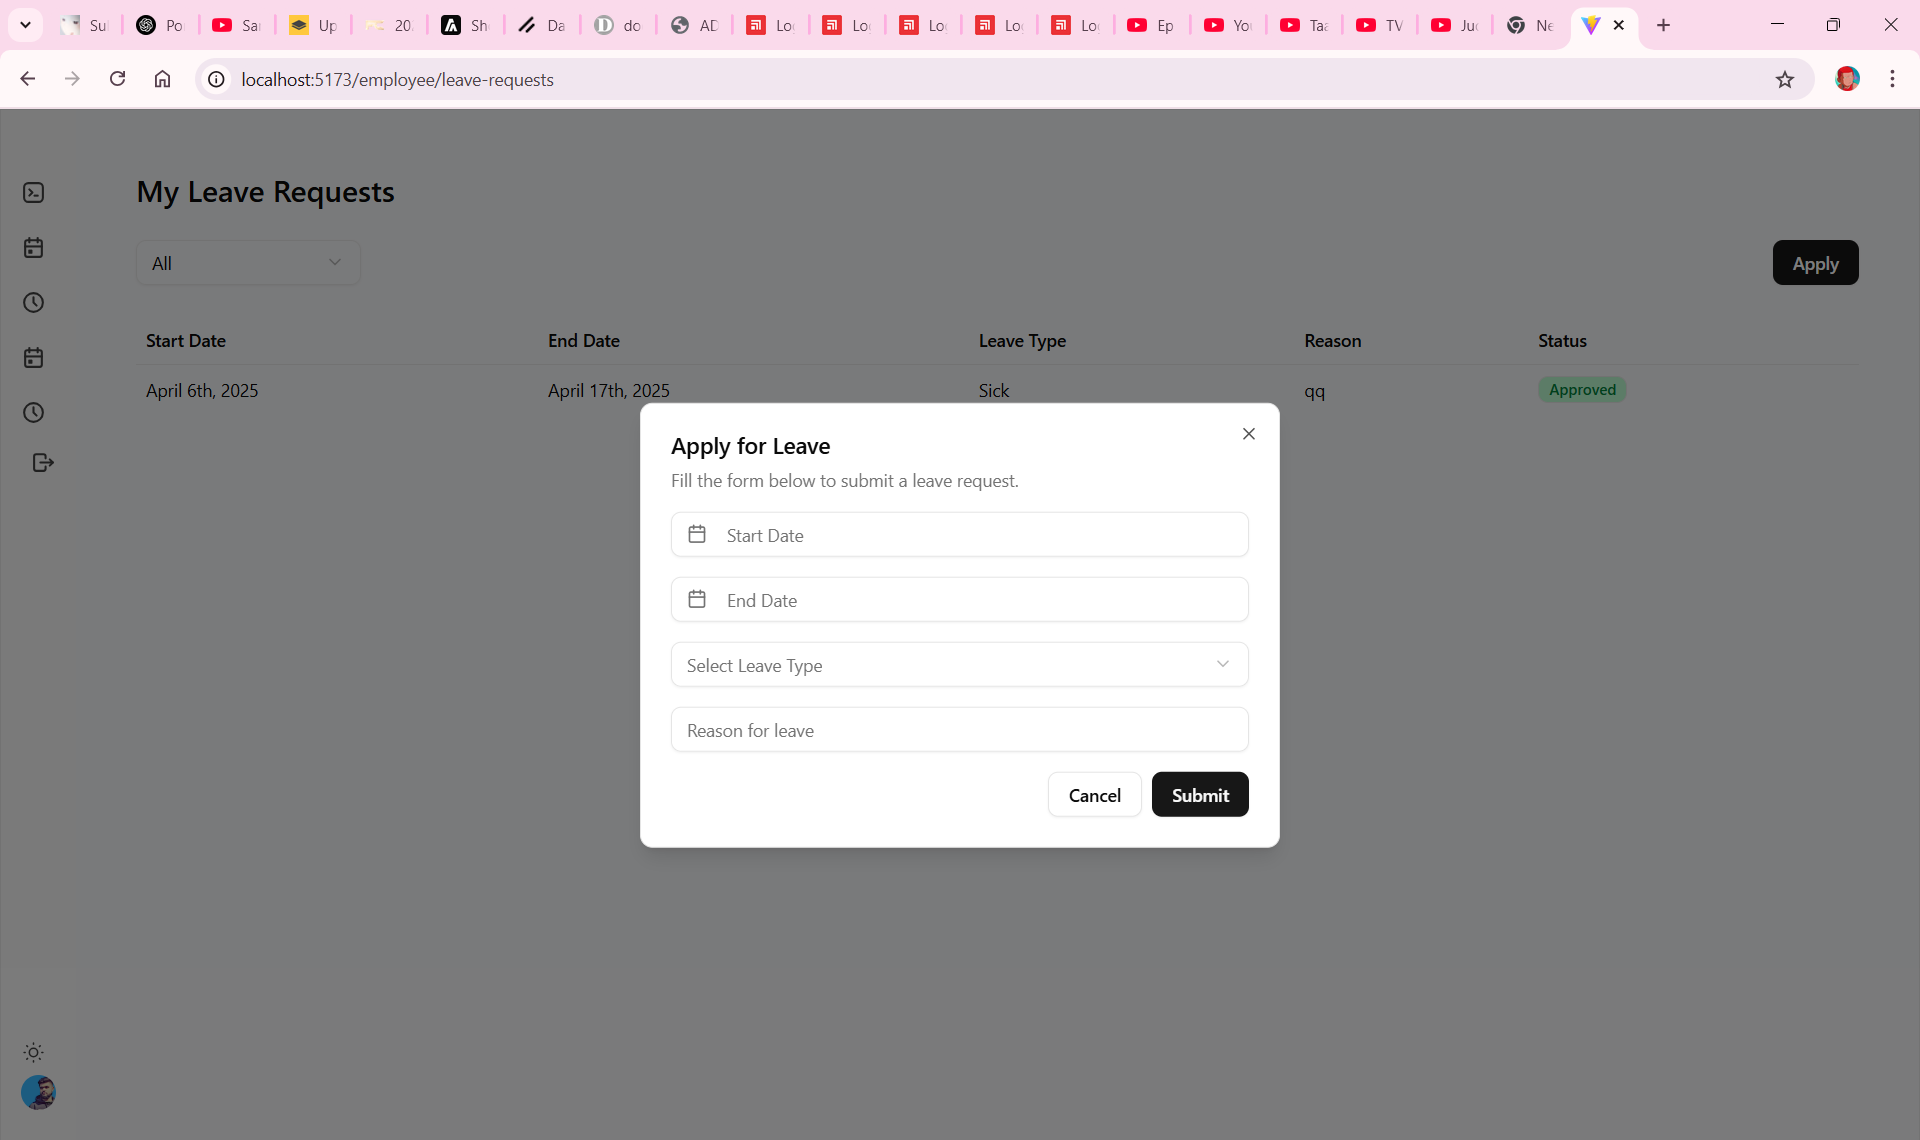 Su Po Sa Up 20. Sh Da do AD Lo Lo Lo Lo Lo Ep You Taa TV Ju Ne
localhost:5173/employee/leave-requests
My Leave Requests
All
Apply
Start Date End Date Leave Type Reason Status
April 6th, 2025 April 17th, 2025 Sick qq Approved
Apply for Leave
Fill the form below to submit a leave request.
Start Date
End Date
Select Leave Type
Reason for leave
Cancel Submit